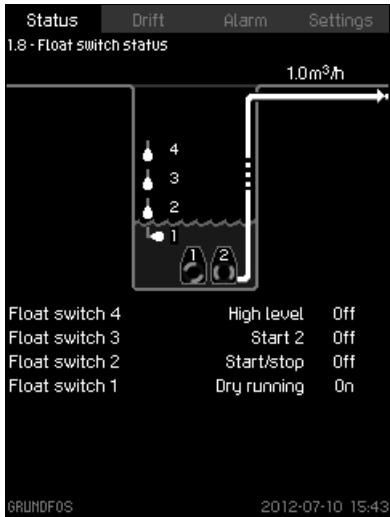 Status Drift Alarm Settings
1.8 - Float switch status
1.0m³/h
4
3
2
1
1 2
Float switch 4 High level Off
Float switch 3 Start 2 Off
Float switch 2 Start/stop Off
Float switch 1 Dry running On
GRUNDFOS 2012-07-10 15:43